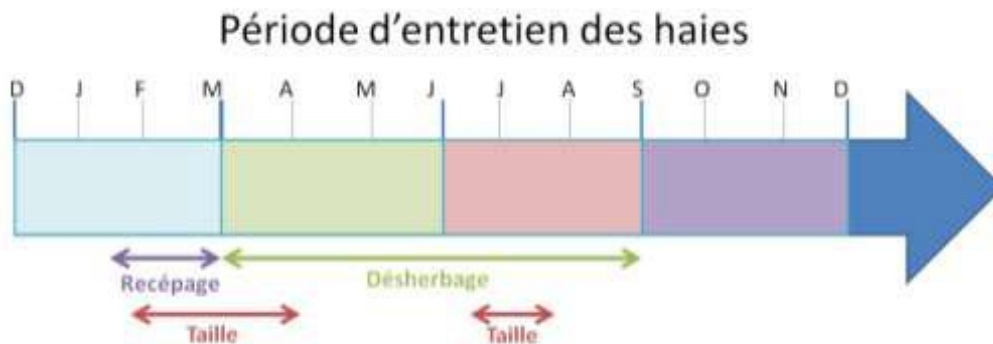 Période d'entretien des haies
D J F M A M J J A S O N D
Recépage Désherbage
Taille Taille